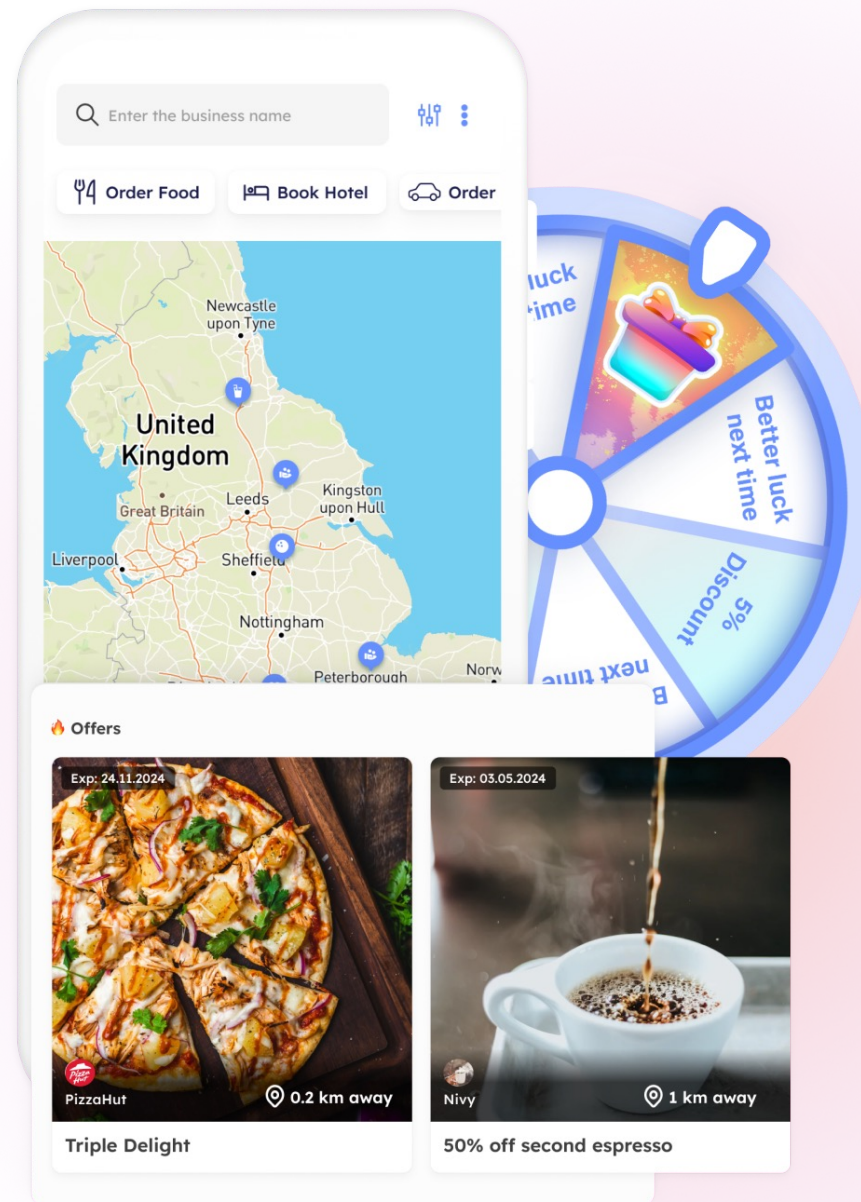 Enter the business name
Order Food
Book Hotel
Order
Newcastle
upon Tyne
United
Kingdom
Great Britain
Leeds
Kingston
upon Hull
Liverpool
Sheffield
Nottingham
Peterborough
Norw
luck
time
Better luck
next time
5%
Discount
B
next time
Offers
Exp: 24.11.2024
Pizza
Hut
PizzaHut
0.2 km away
Triple Delight
Exp: 03.05.2024
Nivy
1 km away
50% off second espresso